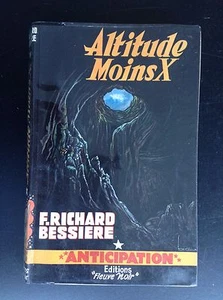 Altitude
Moins X
F. RICHARD
BESSIERE
"ANTICIPATION"
Editions
"Fleuve Noir"